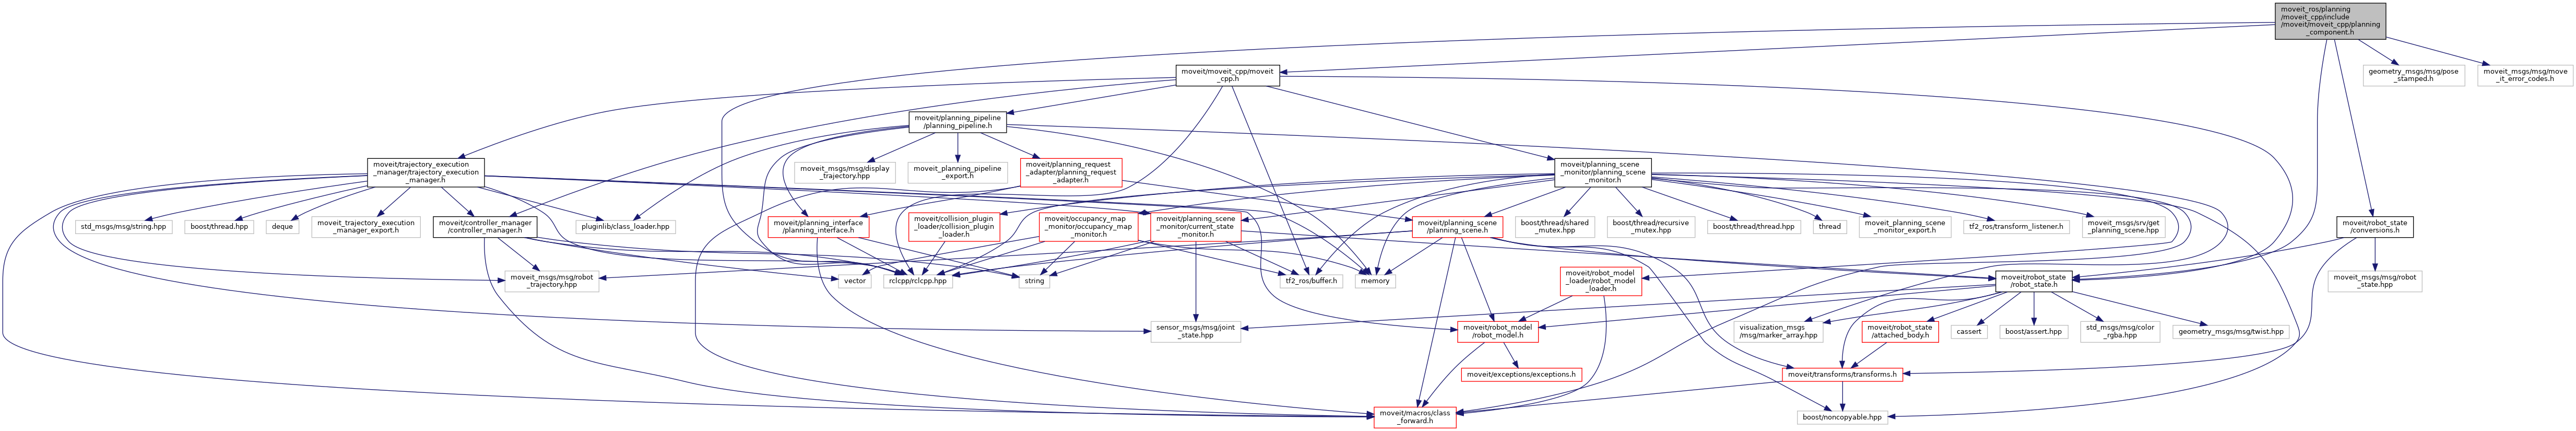 moveit_ros/planning
/moveit_cpp/include
/moveit/moveit_cpp/planning
_component.h
moveit/moveit_cpp/moveit
_cpp.h
geometry_msgs/msg/pose
_stamped.h
moveit_msgs/msg/move
_it_error_codes.h
moveit/planning_pipeline
/planning_pipeline.h
moveit/trajectory_execution
_manager/trajectory_execution
_manager.h
moveit_msgs/msg/display
_trajectory.hpp
moveit_planning_pipeline
_export.h
moveit/planning_request
_adapter/planning_request
_adapter.h
moveit/planning_scene
_monitor/planning_scene
_monitor.h
std_msgs/msg/string.hpp
boost/thread.hpp
deque
moveit_trajectory_execution
_manager_export.h
moveit/controller_manager
/controller_manager.h
pluginlib/class_loader.hpp
moveit/planning_interface
/planning_interface.h
moveit/collision_plugin
_loader/collision_plugin
_loader.h
moveit/occupancy_map
_monitor/occupancy_map
_monitor.h
moveit/planning_scene
_monitor/current_state
_monitor.h
moveit/planning_scene
/planning_scene.h
boost/thread/shared
_mutex.hpp
boost/thread/recursive
_mutex.hpp
boost/thread/thread.hpp
thread
moveit_planning_scene
_monitor_export.h
tf2_ros/transform_listener.h
moveit_msgs/srv/get
_planning_scene.hpp
moveit/robot_state
/conversions.h
moveit_msgs/msg/robot
_trajectory.hpp
vector
rclcpp/rclcpp.hpp
string
tf2_ros/buffer.h
memory
moveit/robot_model
_loader/robot_model
_loader.h
moveit/robot_state
/robot_state.h
moveit_msgs/msg/robot
_state.hpp
sensor_msgs/msg/joint
_state.hpp
moveit/robot_model
/robot_model.h
visualization_msgs
/msg/marker_array.hpp
moveit/robot_state
/attached_body.h
cassert
boost/assert.hpp
std_msgs/msg/color
_rgba.hpp
geometry_msgs/msg/twist.hpp
moveit/exceptions/exceptions.h
moveit/transforms/transforms.h
moveit/macros/class
_forward.h
boost/noncopyable.hpp